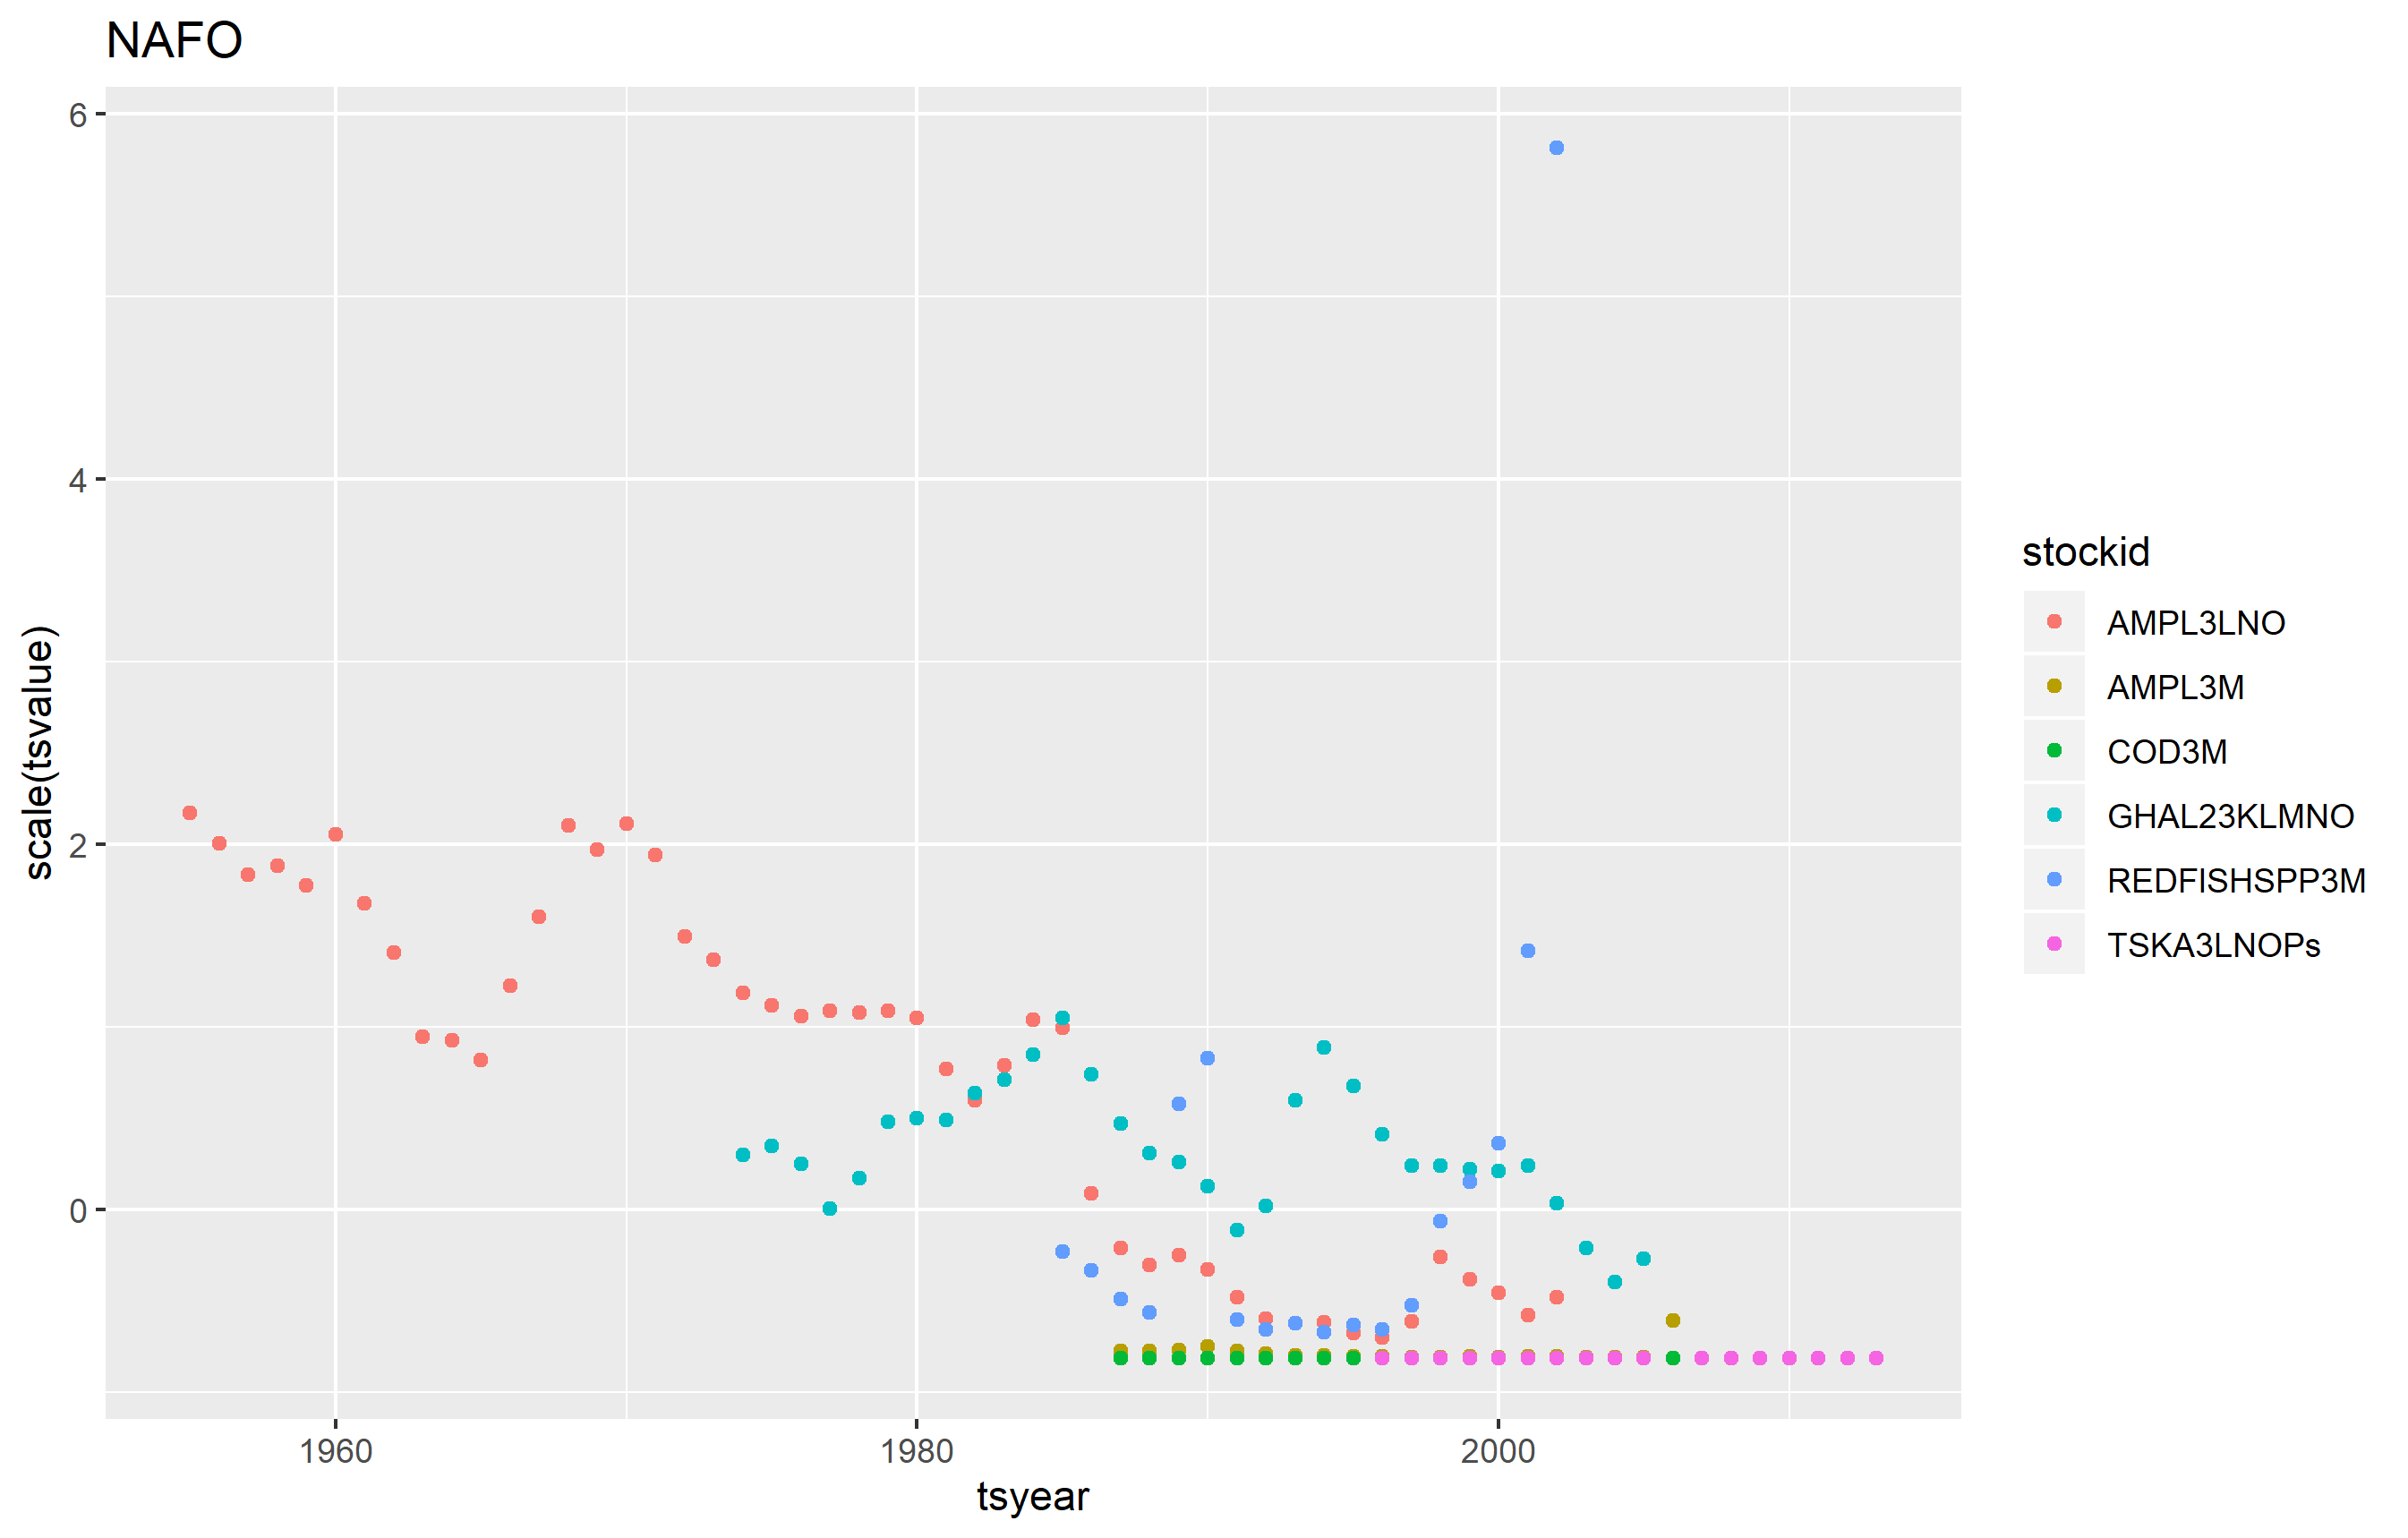 NAFO
6
4
2
0
scale(tsvalue)
1960
1980
2000
tsyear
stockid
AMPL3LNO
AMPL3M
COD3M
GHAL23KLMNO
REDFISHSPP3M
TSKA3LNOPs